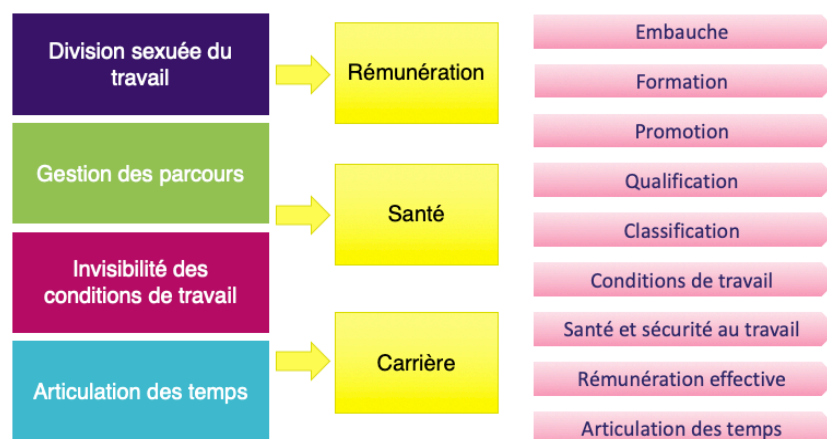 Division sexuée du
travail
Gestion des parcours
Invisibilité des
conditions de travail
Articulation des temps
Rémunération
Santé
Carrière
Embauche
Formation
Promotion
Qualification
Classification
Conditions de travail
Santé et sécurité au travail
Rémunération effective
Articulation des temps